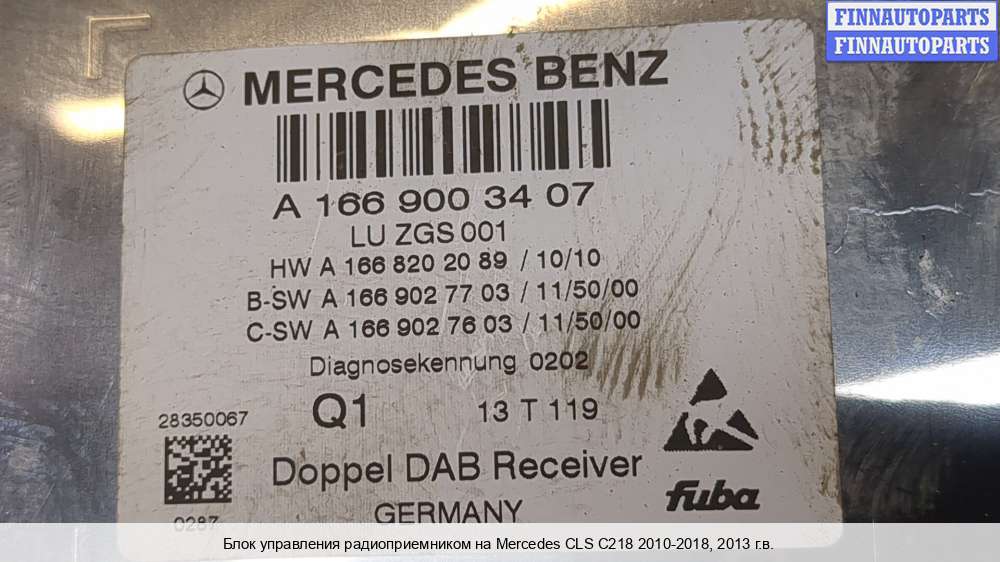 FINNAUTOPARTS
FINNAUTOPARTS
MERCEDES BENZ
A 166 900 34 07
LU ZGS 001
HW A 166 820 20 89 / 10/10
B-SW A 166 902 77 03 / 11/50/00
C-SW A 166 902 76 03 / 11/50/00
Diagnosekennung 0202
28350067
Q1 13 T 119
Doppel DAB Receiver
fuba
GERMANY
0287
Блок управления радиоприемником на Mercedes CLS C218 2010-2018, 2013 г.в.